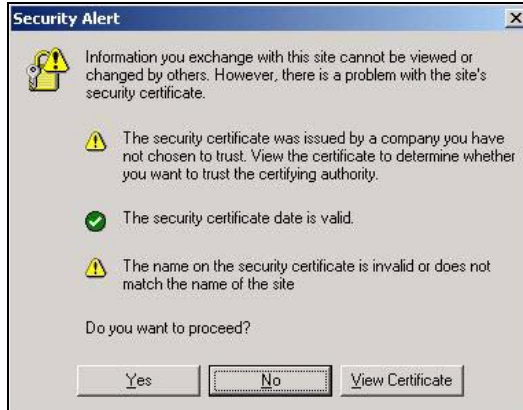 Security Alert
Information you exchange with this site cannot be viewed or
changed by others. However, there is a problem with the site's
security certificate.
The security certificate was issued by a company you have
not chosen to trust. View the certificate to determine whether
you want to trust the certifying authority.
The security certificate date is valid.
The name on the security certificate is invalid or does not
match the name of the site
Do you want to proceed?
Yes No View Certificate